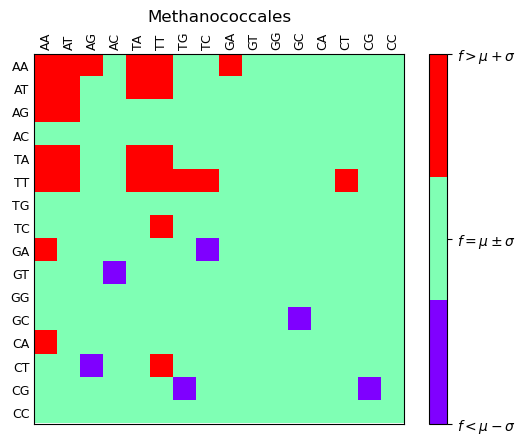 Methanococcales
AA AT AG AC TA TT TG TC GA GT GG GC CA CT CG CC
AA
AT
AG
AC
TA
TT
TG
TC
GA
GT
GG
GC
CA
CT
CG
CC
f > μ + σ
f = μ ± σ
f < μ − σ